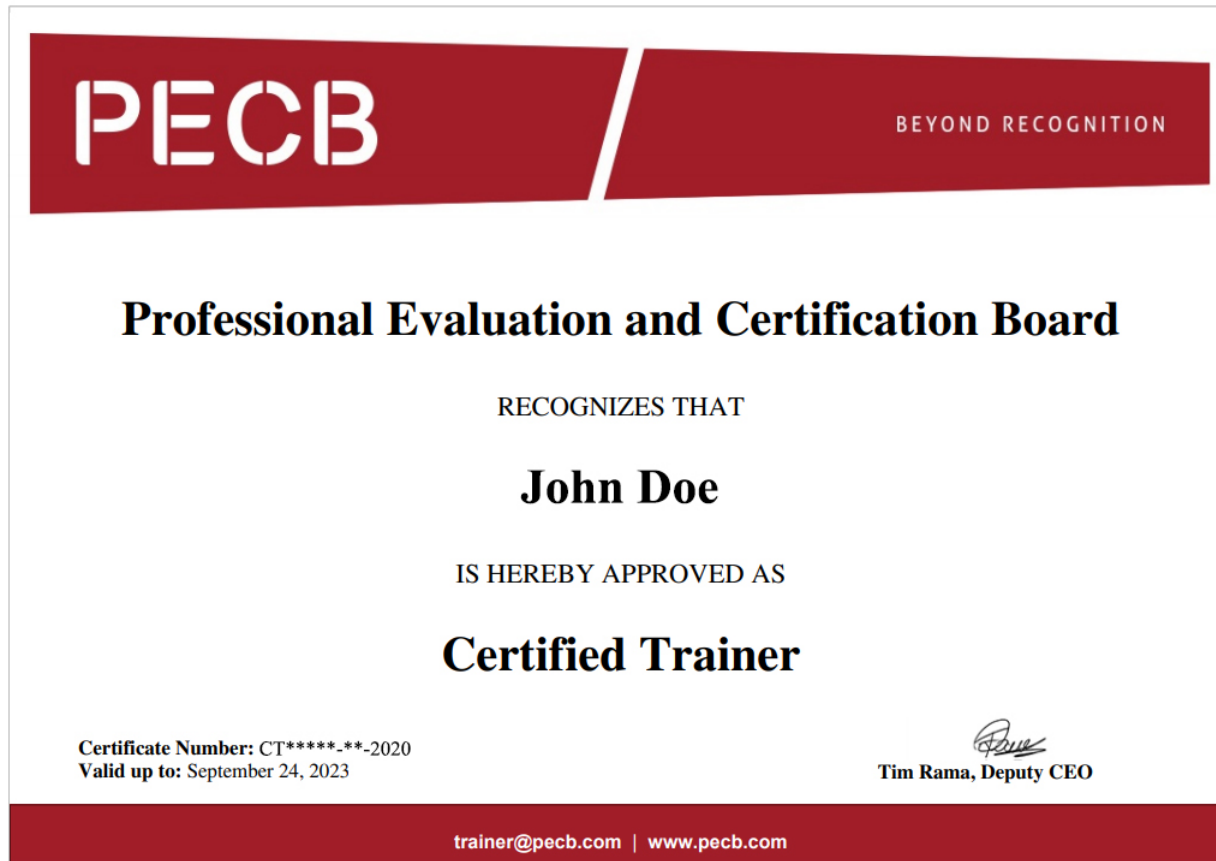 PECB
BEYOND RECOGNITION
Professional Evaluation and Certification Board
RECOGNIZES THAT
John Doe
IS HEREBY APPROVED AS
Certified Trainer
Certificate Number: CT*****-**-2020
Valid up to: September 24, 2023
Tim Rama, Deputy CEO
trainer@pecb.com | www.pecb.com